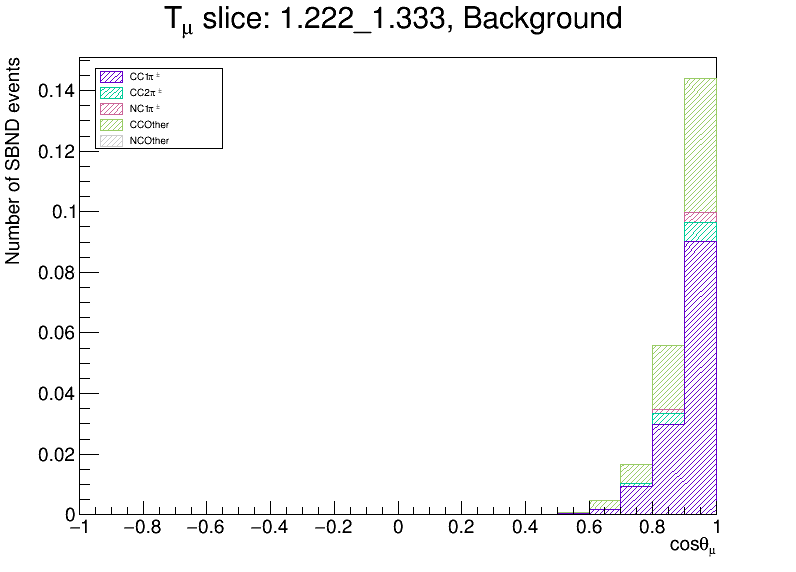 Tμ slice: 1.222_1.333, Background
Number of SBND events
CC1π ±
CC2π ±
NC1π ±
CCOther
NCOther
0.14
0.12
0.1
0.08
0.06
0.04
0.02
0
−1 −0.8 −0.6 −0.4 −0.2 0 0.2 0.4 0.6 0.8 1
cosθμ